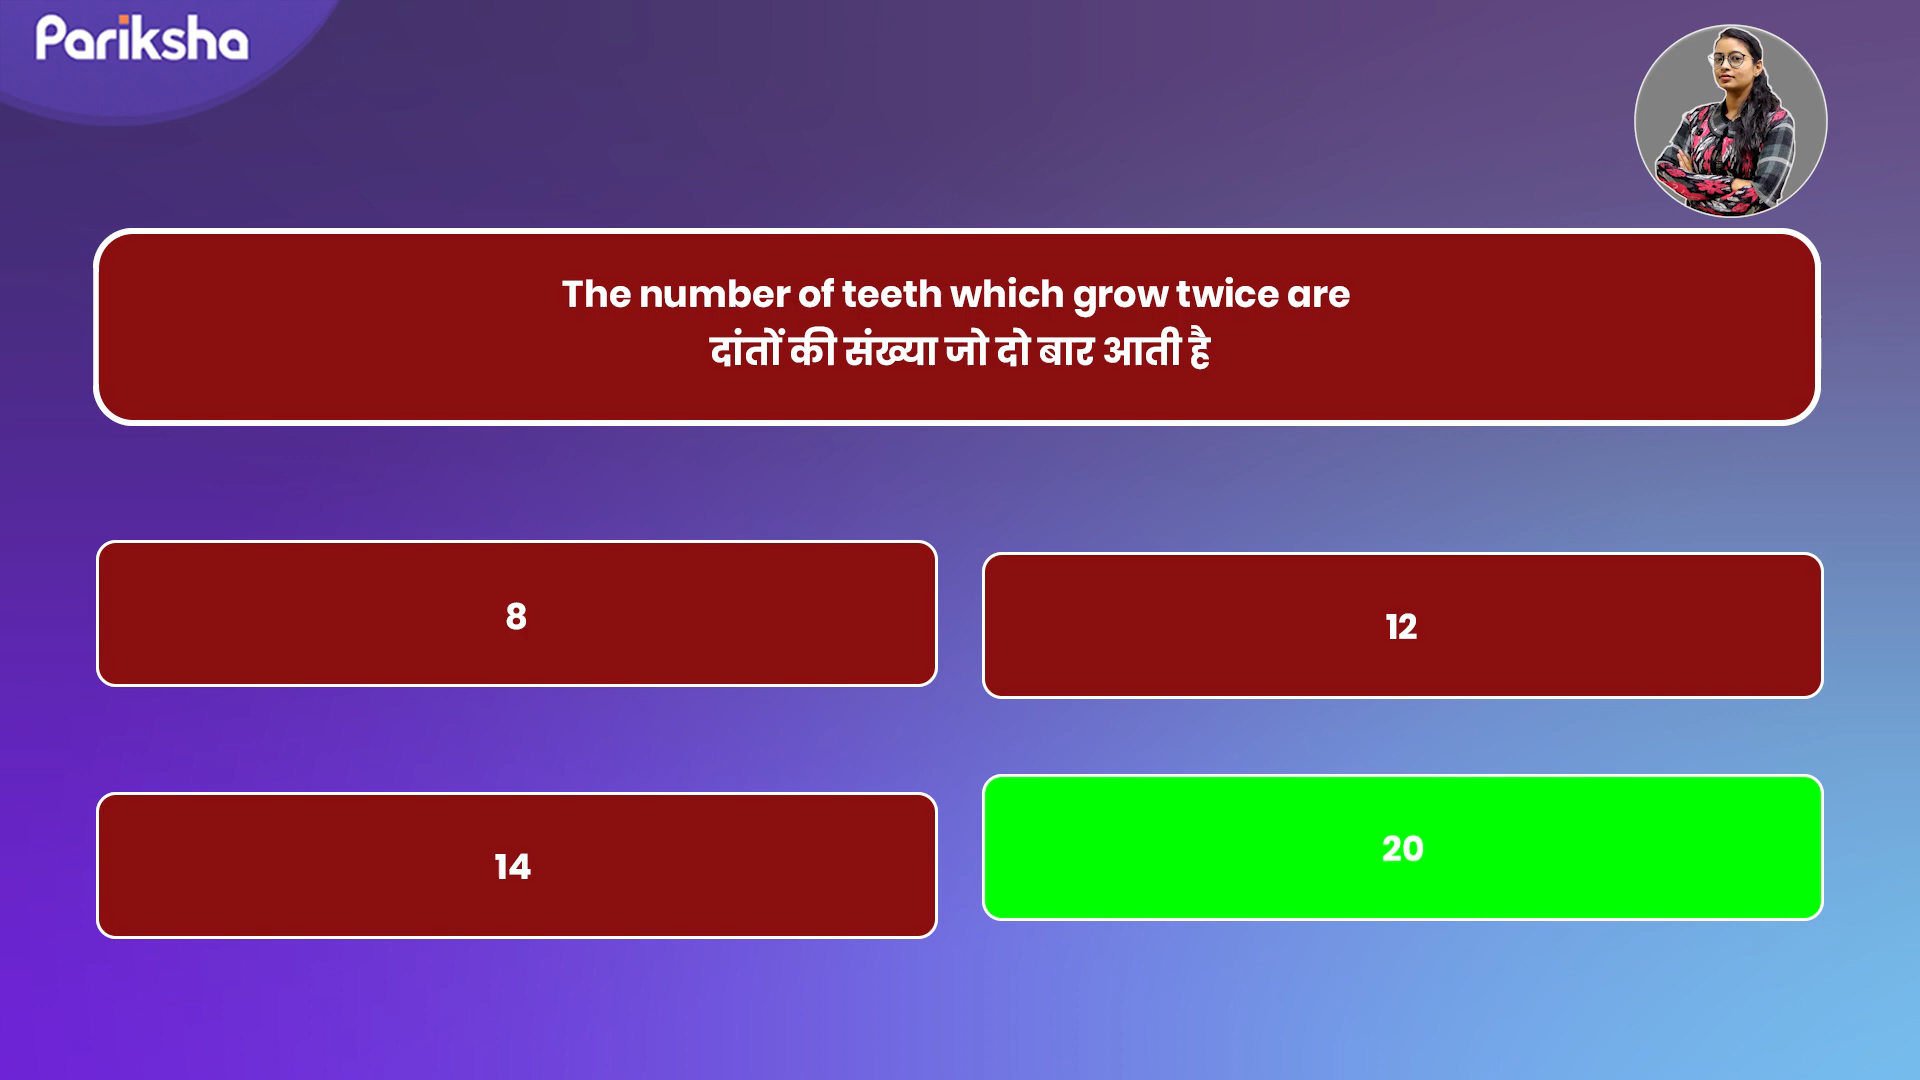 Pariksha
The number of teeth which grow twice are
दांतों की संख्या जो दो बार आती है
8
12
14
20